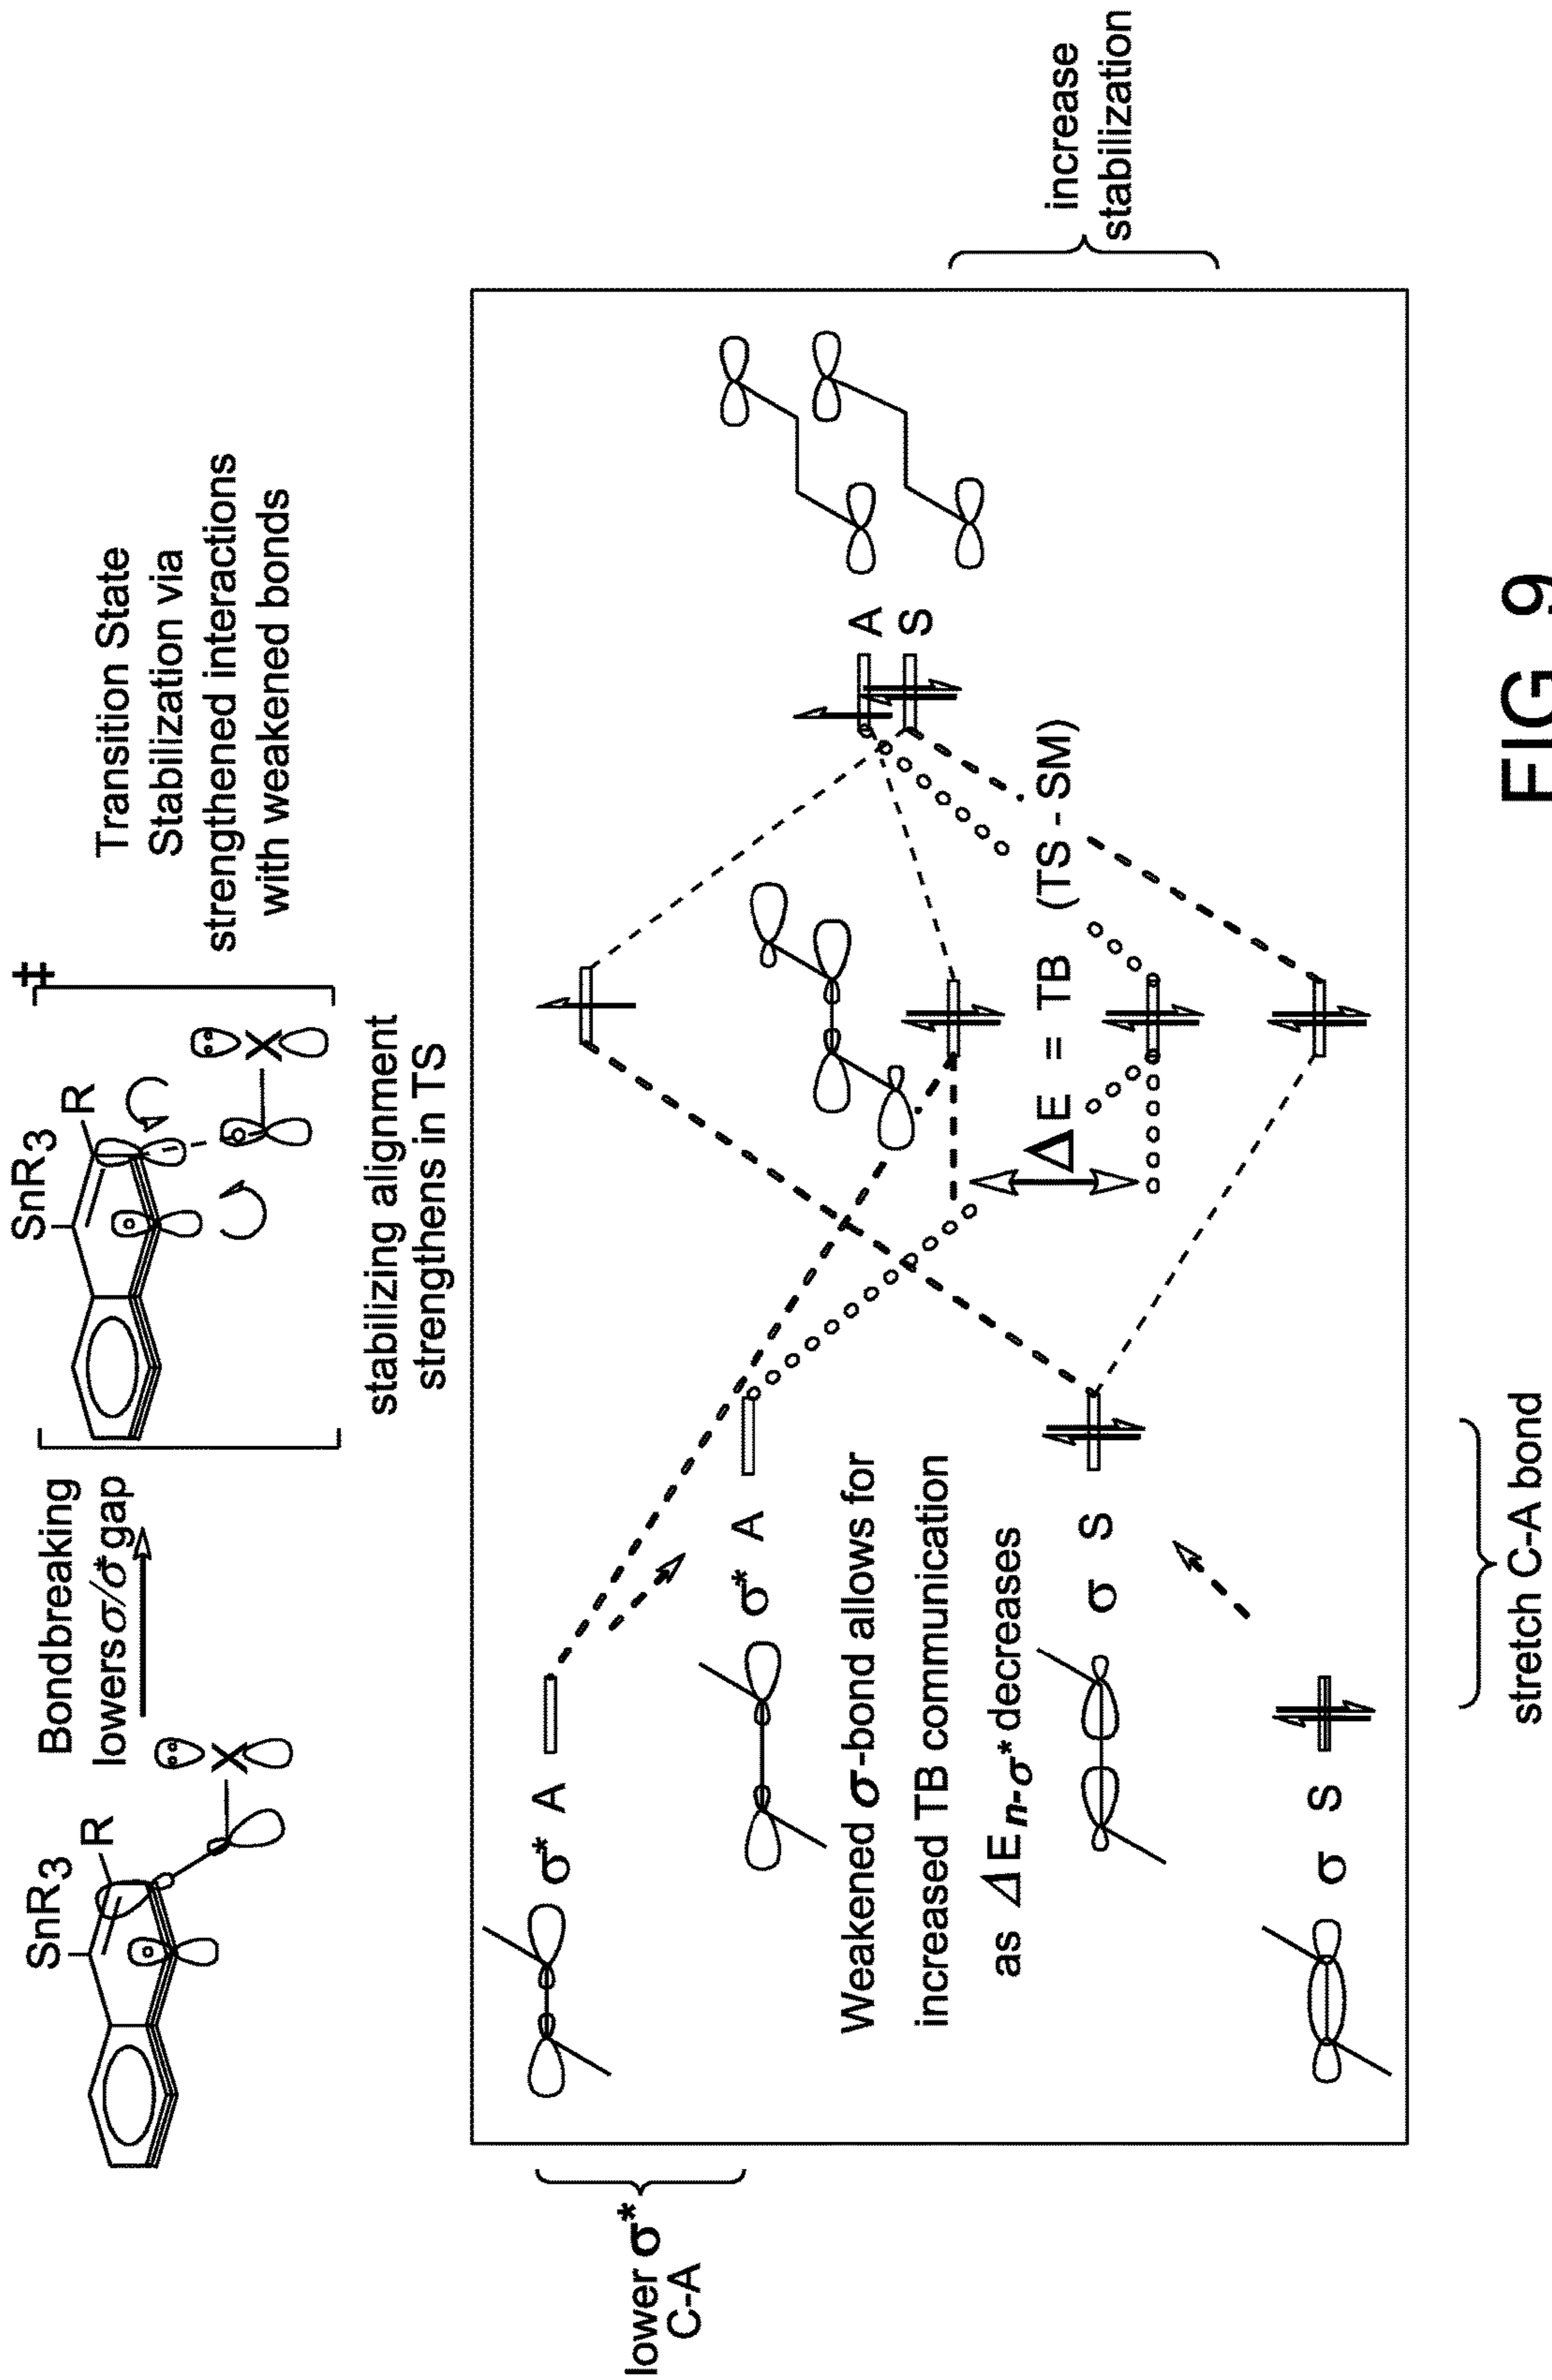 SnR3
R
X
Bondbreaking
lowers σ/σ* gap
SnR3
R
X
‡
Transition State
Stabilization via
strengthened interactions
with weakened bonds
stabilizing alignment
strengthens in TS
lower σ*
C-A
σ* A
σ* A
Weakened σ-bond allows for
increased TB communication
as ΔEn-σ* decreases
σ S
σ S
A
S
ΔE = TB (TS - SM)
increase
stabilization
stretch C-A bond
FIG 9